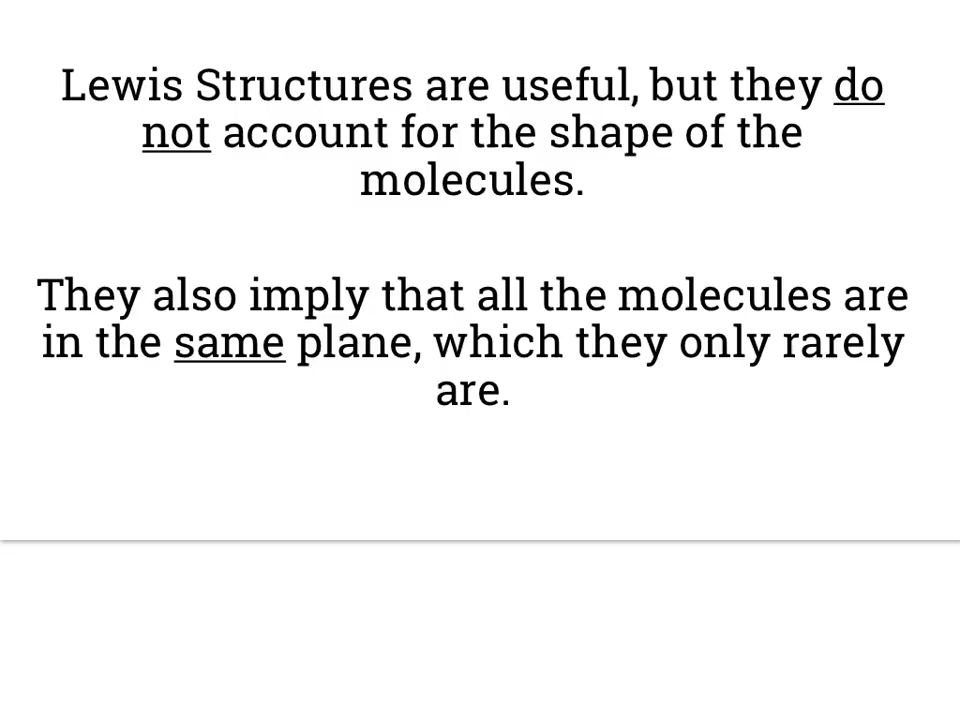 Lewis Structures are useful, but they do
not account for the shape of the
molecules.
They also imply that all the molecules are
in the same plane, which they only rarely
are.